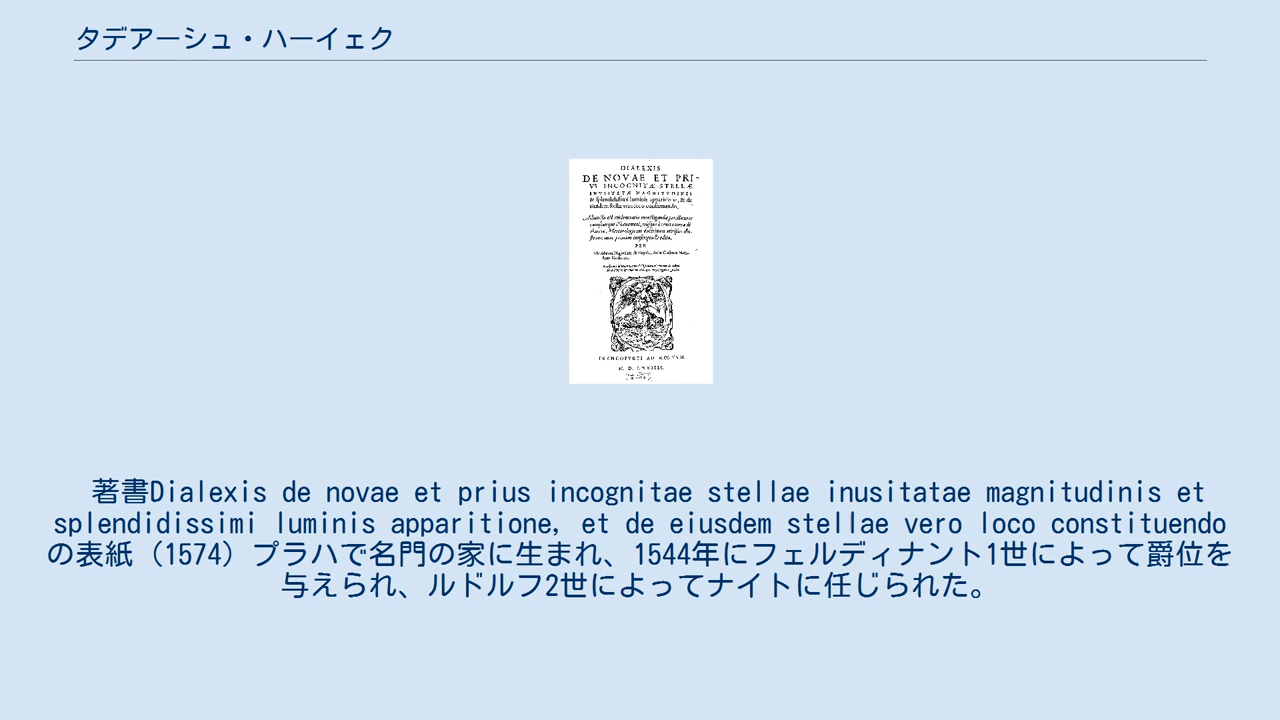 タデアーシュ・ハーイェク
DIALEXIS
DE NOVAE ET PRI-
VS INCOGNITÆ STELLÆ
INVSITATÆ MAGNITUDINIS
PER
著書Dialexis de novae et prius incognitae stellae inusitatae magnitudinis et
splendidissimi luminis apparitione, et de eiusdem stellae vero loco constituendo
の表紙（1574）プラハで名門の家に生まれ、1544年にフェルディナント1世によって爵位を
与えられ、ルドルフ2世によってナイトに任じられた。